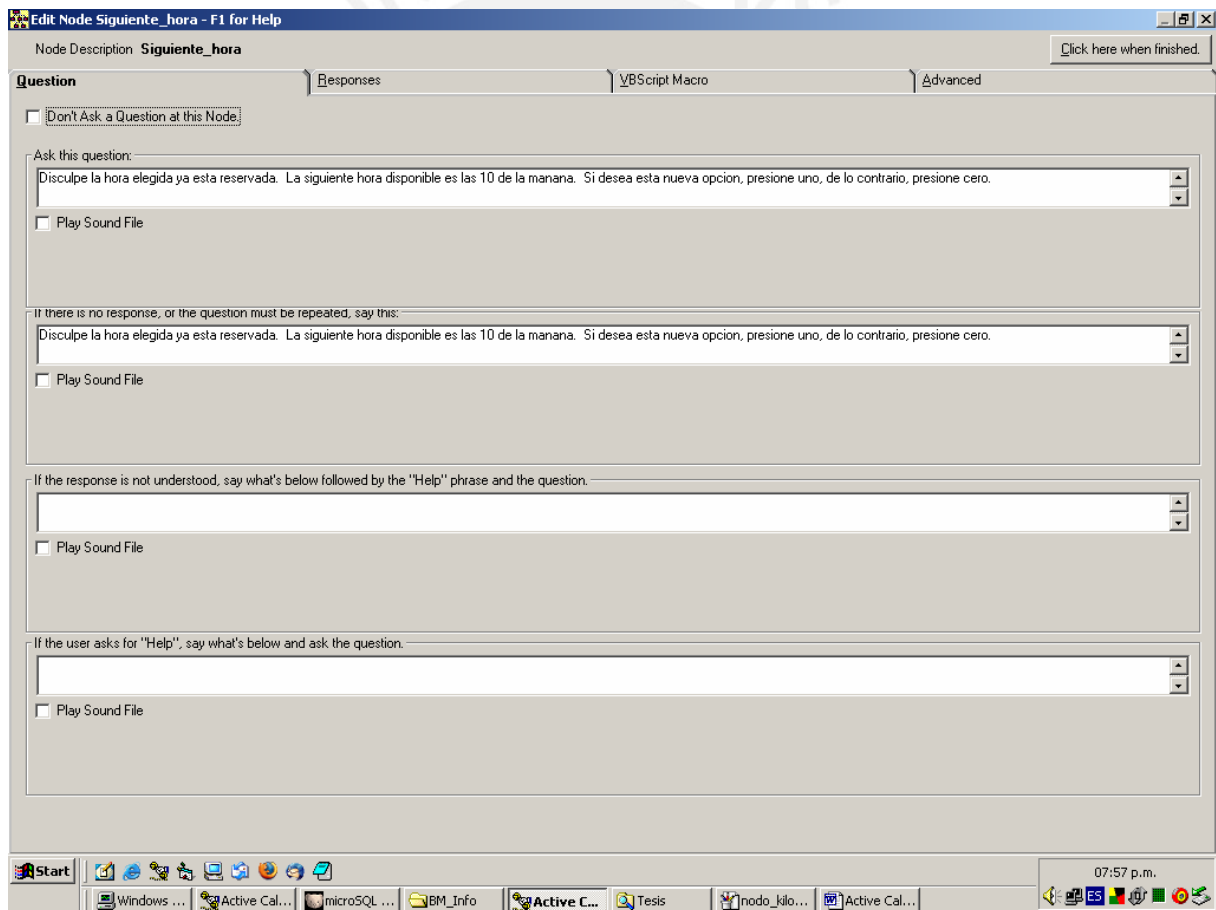 Edit Node Siguiente_hora - F1 for Help
Node Description Siguiente_hora
Click here when finished.
Question
Responses
VBScript Macro
Advanced
Don't Ask a Question at this Node.
Ask this question:
Disculpe la hora elegida ya esta reservada. La siguiente hora disponible es las 10 de la manana. Si desea esta nueva opcion, presione uno, de lo contrario, presione cero.
Play Sound File
If there is no response, or the question must be repeated, say this:
Disculpe la hora elegida ya esta reservada. La siguiente hora disponible es las 10 de la manana. Si desea esta nueva opcion, presione uno, de lo contrario, presione cero.
Play Sound File
If the response is not understood, say what's below followed by the "Help" phrase and the question.
Play Sound File
If the user asks for "Help", say what's below and ask the question.
Play Sound File
Start
07:57 p.m.
Windows ...
Active Cal...
microSQL ...
BM_Info
Active C...
Tesis
nodo_kilo...
Active Cal...
ES